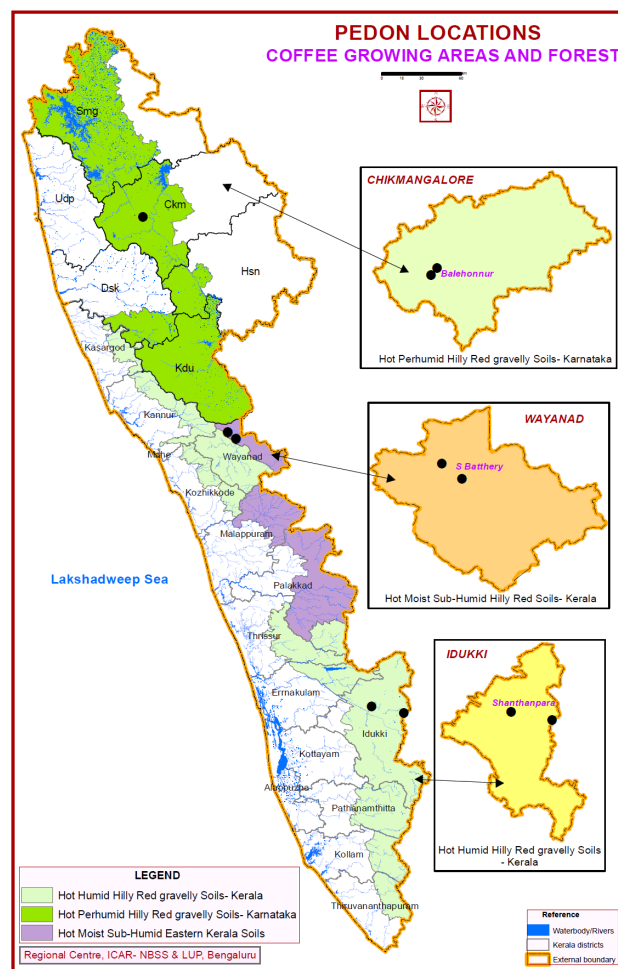 PEDON LOCATIONS
COFFEE GROWING AREAS AND FOREST
Smg
Udp
Ckm
Hsn
Dsk
Kasargod
Kdu
Kannur
Mahe
Wayanad
Kozhikkode
Malappuram
Lakshadweep Sea
Palakkad
Thrissur
Ernakulam
Idukki
Kottayam
Alappuzha
Pathanamthitta
Kollam
Thiruvananthapuram
CHIKMANGALORE
Balehonnur
Hot Perhumid Hilly Red gravelly Soils- Karnataka
WAYANAD
S Batthery
Hot Moist Sub-Humid Hilly Red Soils- Kerala
IDUKKI
Shanthanpara
Hot Humid Hilly Red gravelly Soils
- Kerala
LEGEND
Hot Humid Hilly Red gravelly Soils- Kerala
Hot Perhumid Hilly Red gravelly Soils- Karnataka
Hot Moist Sub-Humid Eastern Kerala Soils
Regional Centre, ICAR- NBSS & LUP, Bengaluru
Reference
Waterbody/Rivers
Kerala districts
External boundary